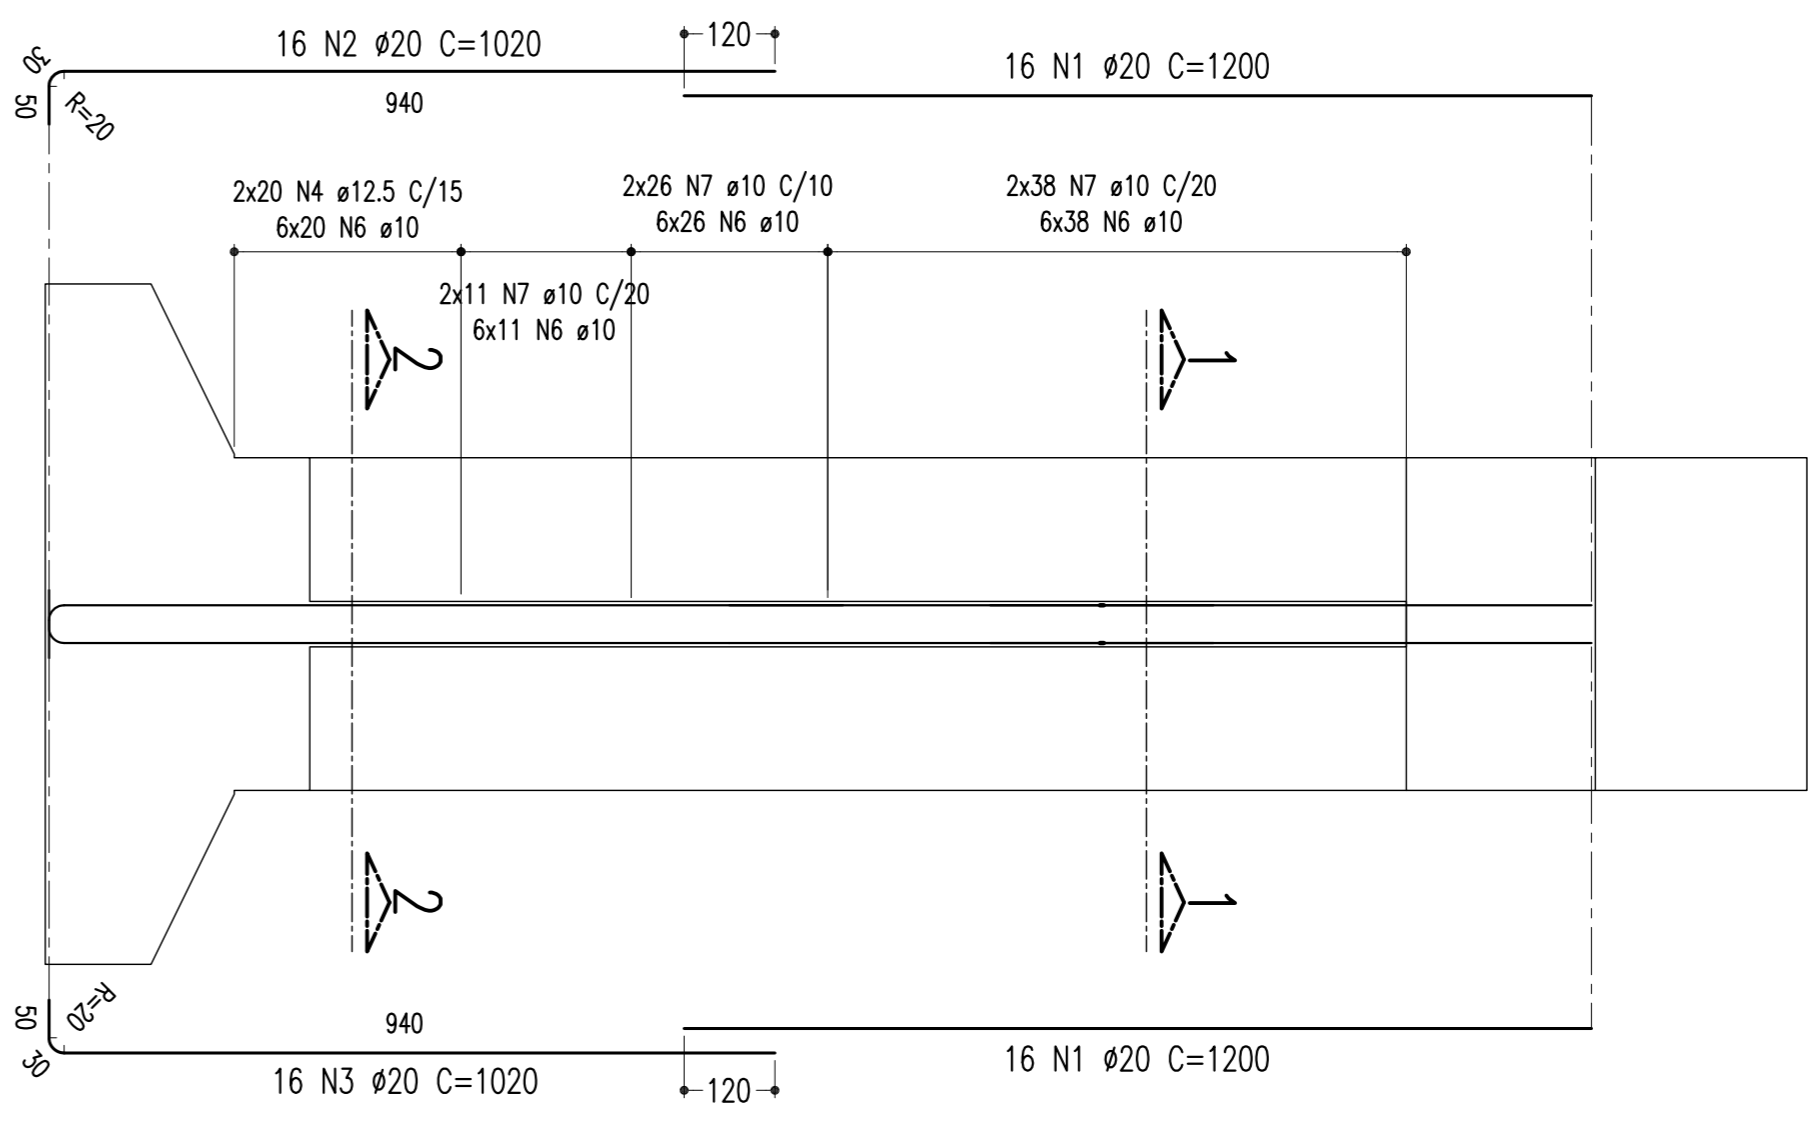 16 N2 ø20 C=1020
120
16 N1 ø20 C=1200
30
50
R=20
940
2x20 N4 ø12.5 C/15
6x20 N6 ø10
2x26 N7 ø10 C/10
6x26 N6 ø10
2x38 N7 ø10 C/20
6x38 N6 ø10
2x11 N7 ø10 C/20
6x11 N6 ø10
2
1
2
1
R=20
50
30
940
16 N3 ø20 C=1020
120
16 N1 ø20 C=1200